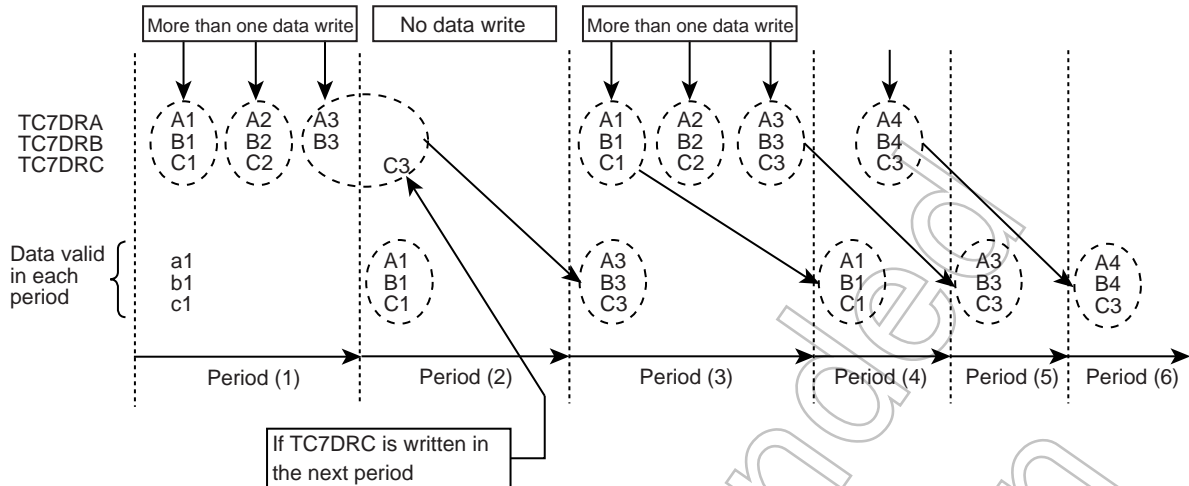 More than one data write
No data write
More than one data write
TC7DRA
TC7DRB
TC7DRC
A1
B1
C1
A2
B2
C2
A3
B3
C3
A1
B1
C1
A2
B2
C2
A3
B3
C3
A4
B4
C3
Data valid
in each
period
a1
b1
c1
A1
B1
C1
A3
B3
C3
A1
B1
C1
A3
B3
C3
A4
B4
C3
Period (1)
Period (2)
Period (3)
Period (4)
Period (5)
Period (6)
If TC7DRC is written in
the next period